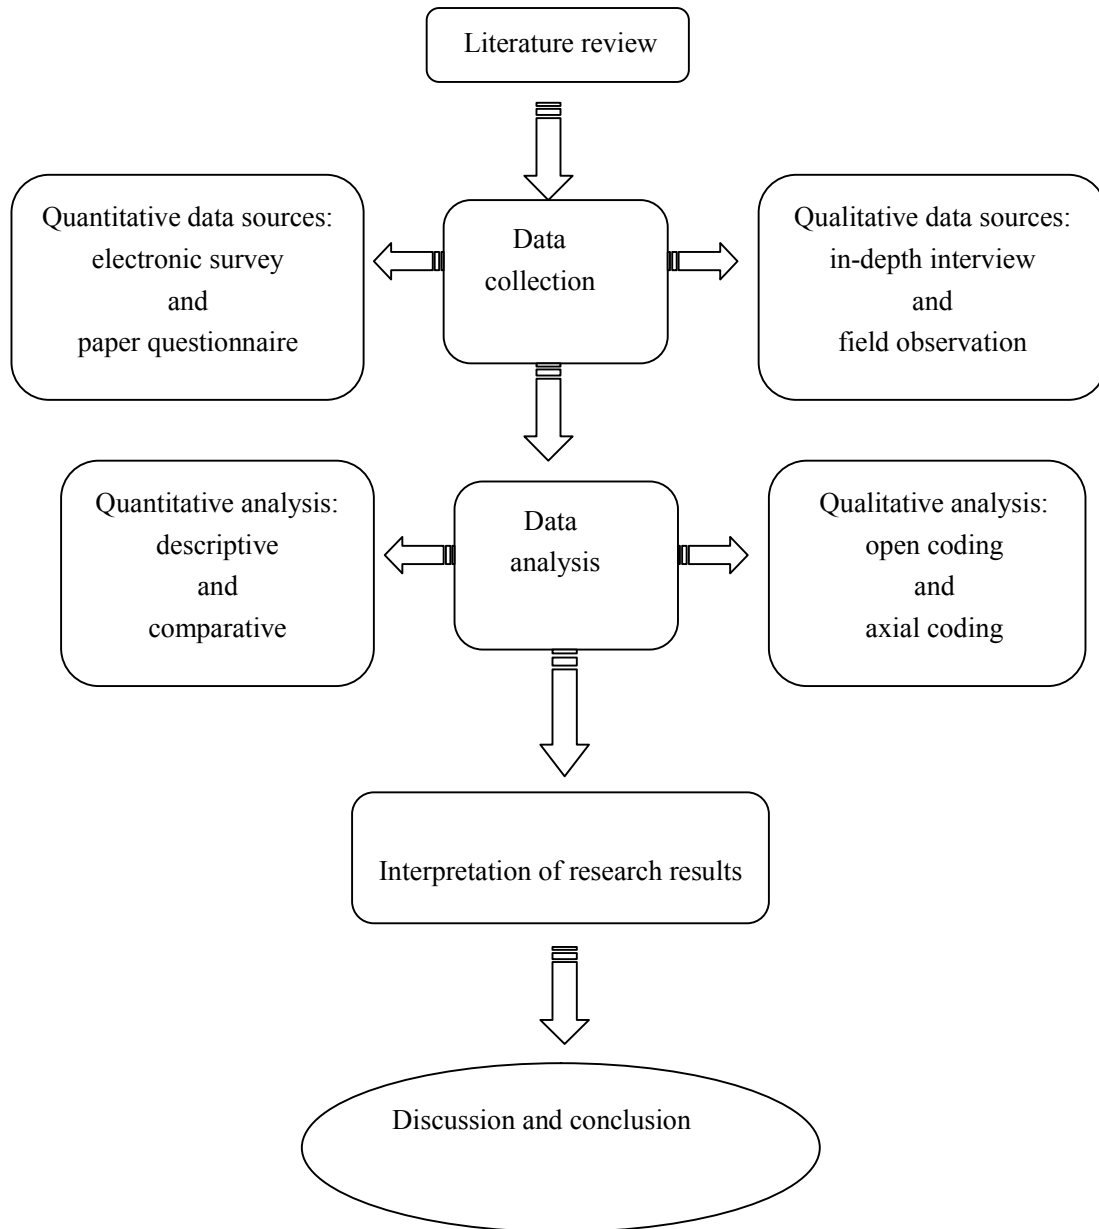 Literature review
Quantitative data sources:
electronic survey
and
paper questionnaire
Data
collection
Qualitative data sources:
in-depth interview
and
field observation
Quantitative analysis:
descriptive
and
comparative
Data
analysis
Qualitative analysis:
open coding
and
axial coding
Interpretation of research results
Discussion and conclusion